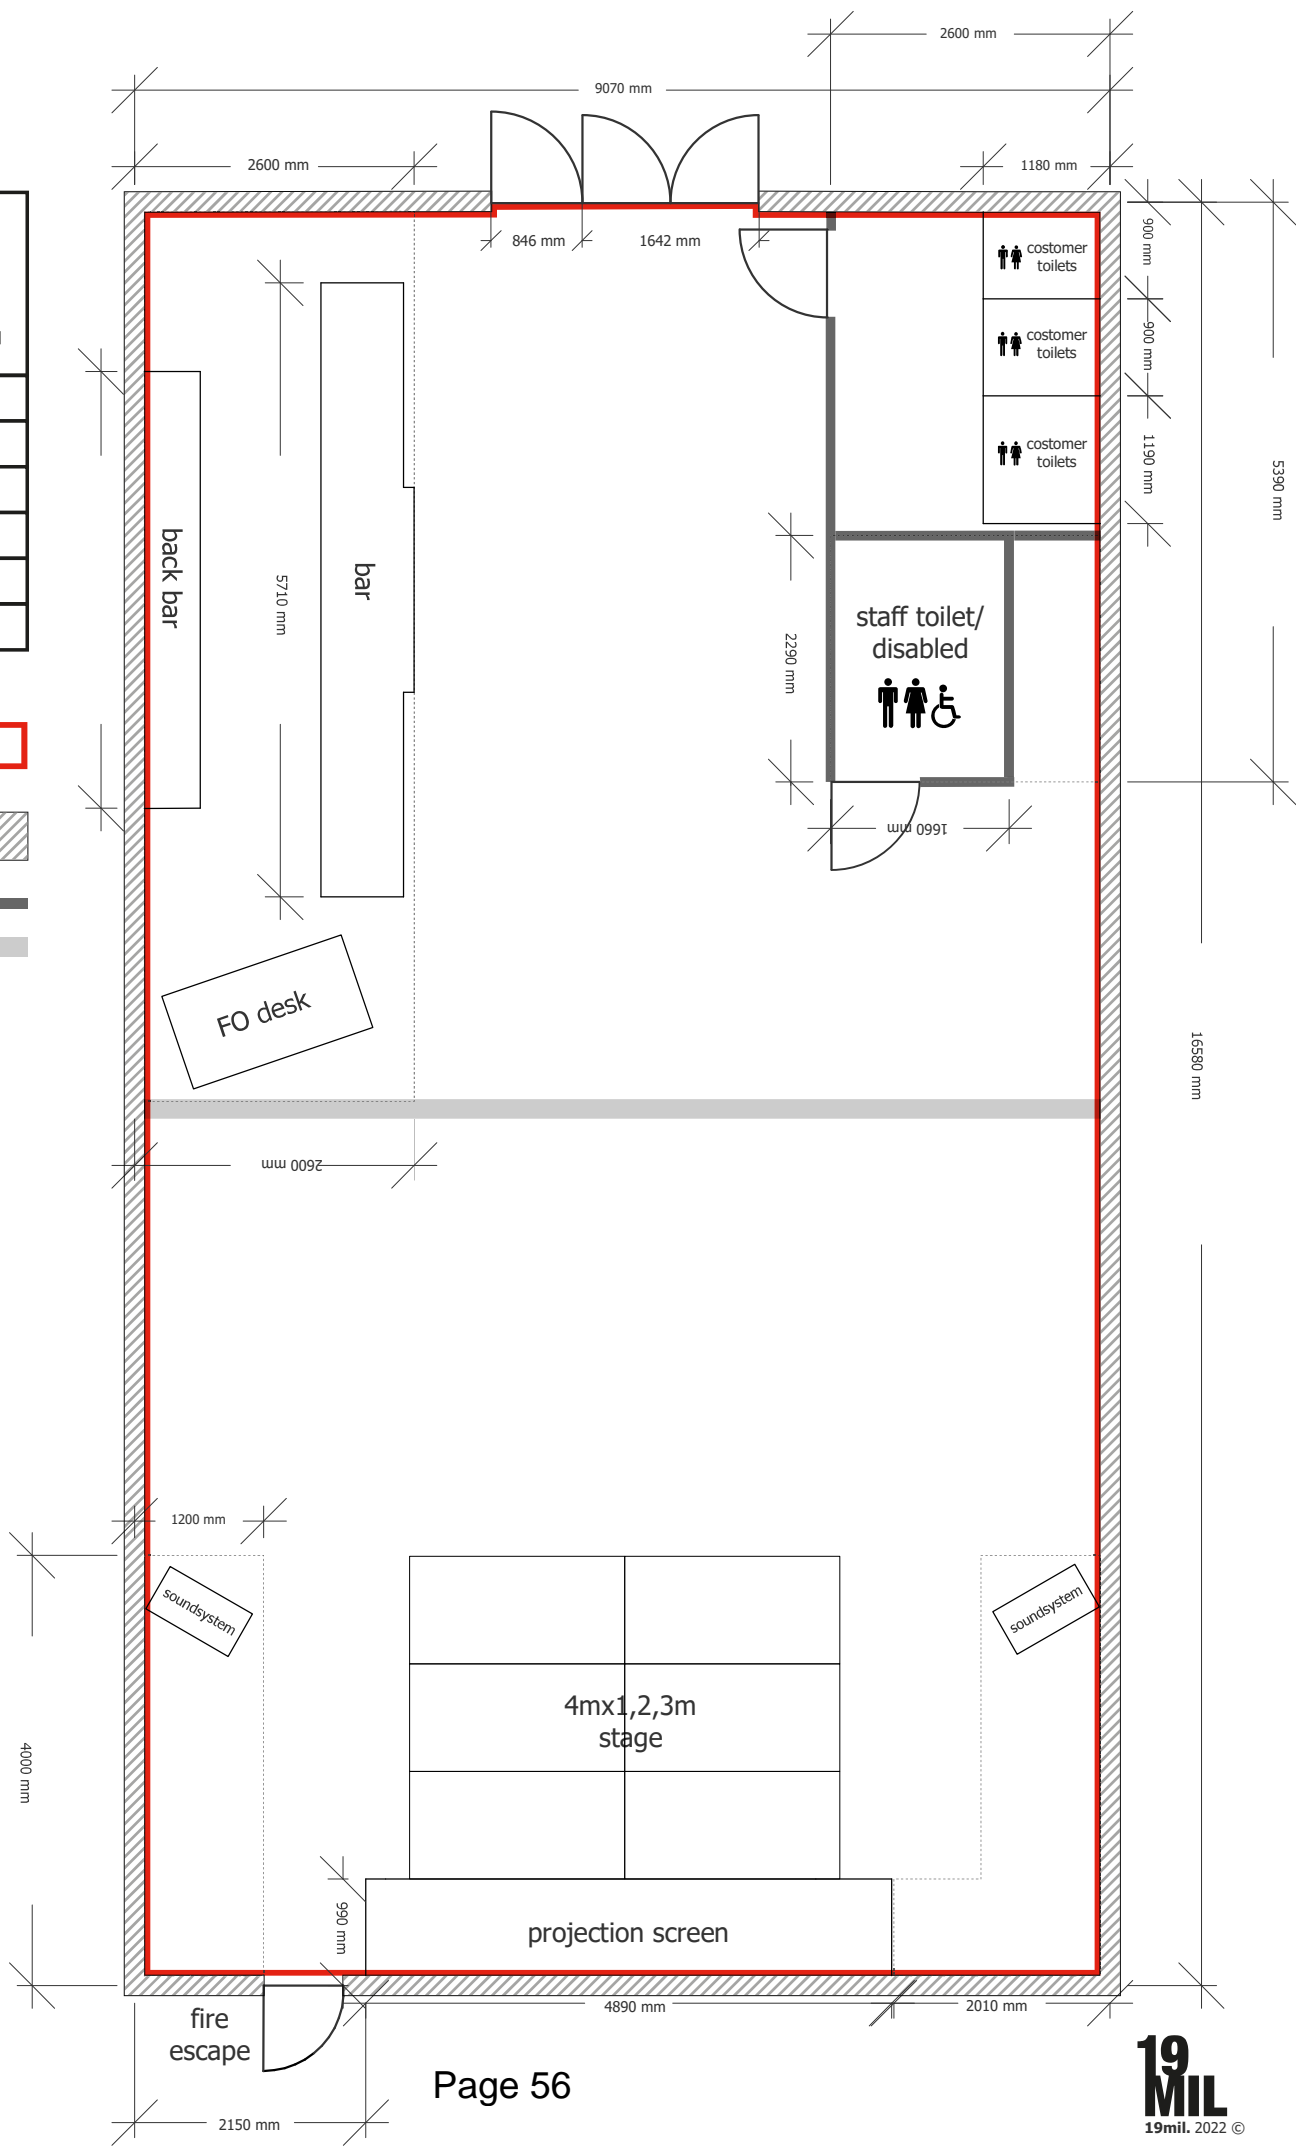 2600 mm
9070 mm
2600 mm
1180 mm
846 mm
1642 mm
900 mm
costomer
toilets
900 mm
costomer
toilets
1190 mm
costomer
toilets
5390 mm
back bar
5710 mm
bar
2290 mm
staff toilet/
disabled
1660 mm
FO desk
16580 mm
2600 mm
1200 mm
soundsystem
soundsystem
4mx1,2,3m
stage
4000 mm
990 mm
projection screen
4890 mm
2010 mm
fire
escape
Page 56
2150 mm
19
MIL
19mil. 2022 ©